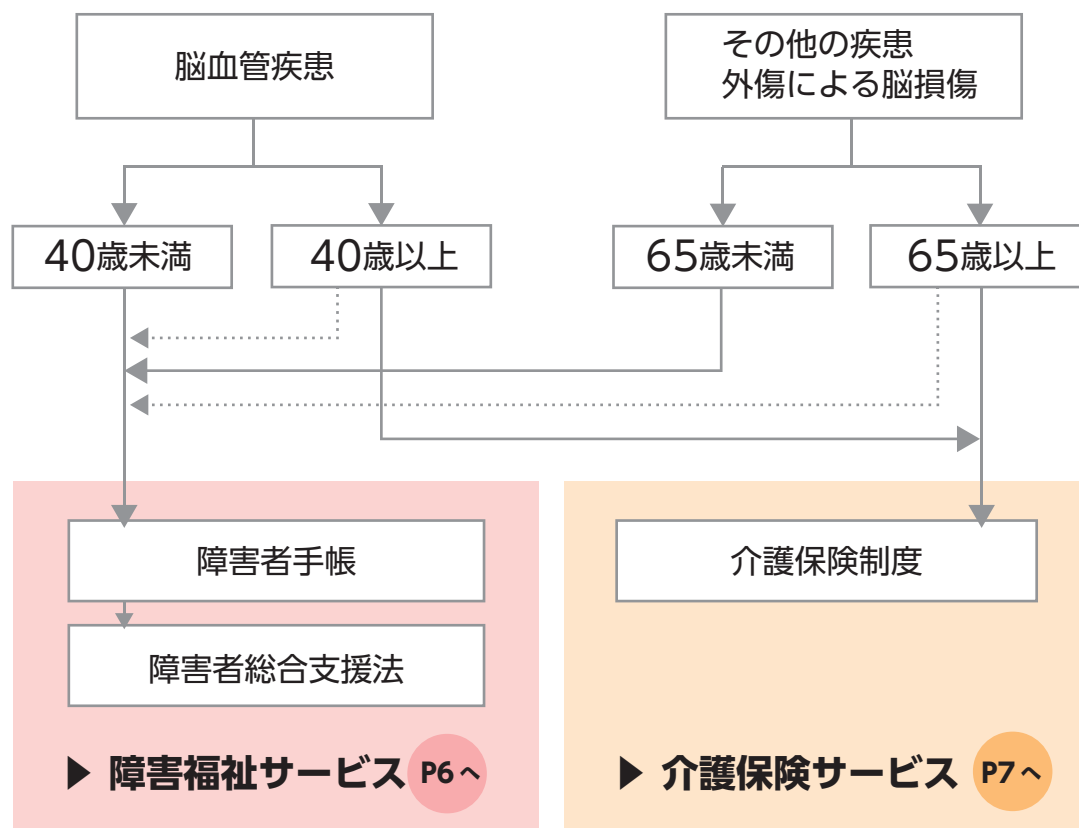 脳血管疾患
その他の疾患
外傷による脳損傷
40歳未満
40歳以上
65歳未満
65歳以上
障害者手帳
障害者総合支援法
▶ 障害福祉サービス P6へ
介護保険制度
▶ 介護保険サービス P7へ